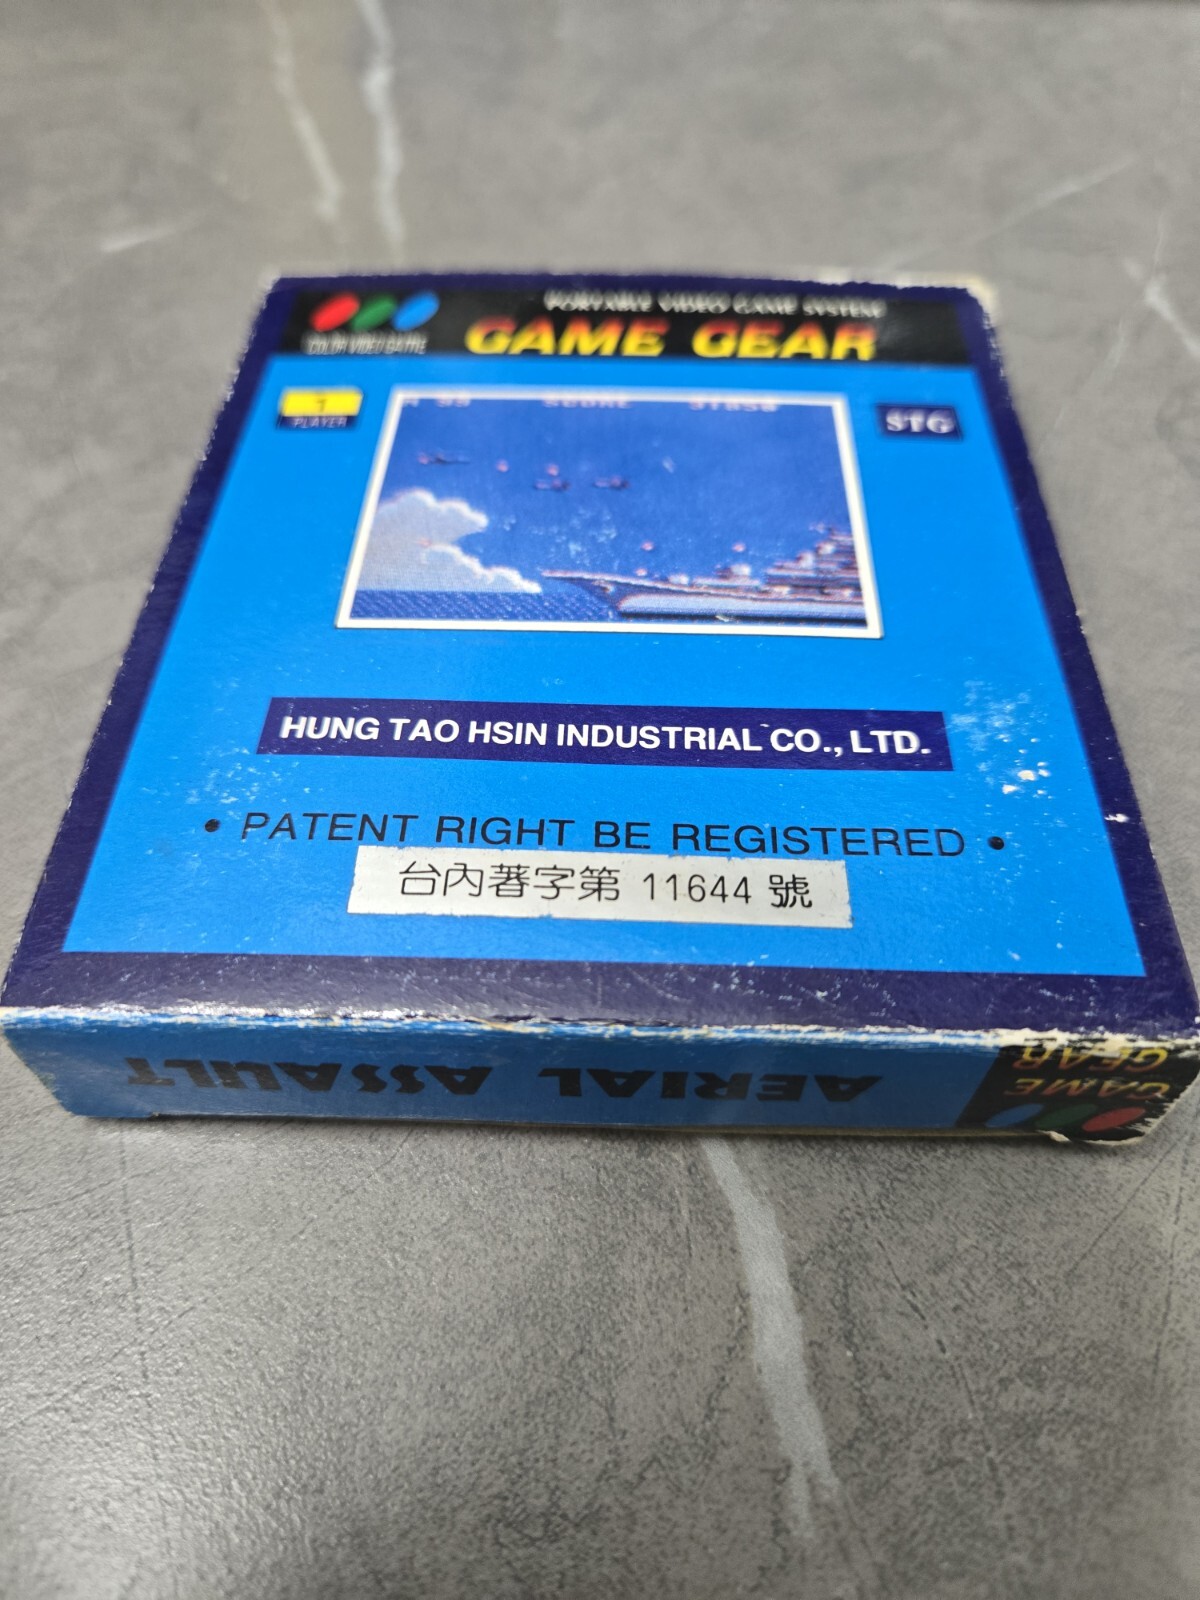 PORTABLE VIDEO GAME SYSTEM
GAME GEAR
1
PLAYER
STG
SCORE
HUNG TAO HSIN INDUSTRIAL CO., LTD.
• PATENT RIGHT BE REGISTERED •
台內著字第 11644 號
AERIAL ASSAULT
GAME
GEAR